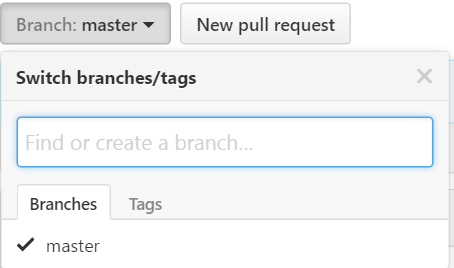 Branch: master New pull request
Switch branches/tags
Find or create a branch...
Branches Tags
master